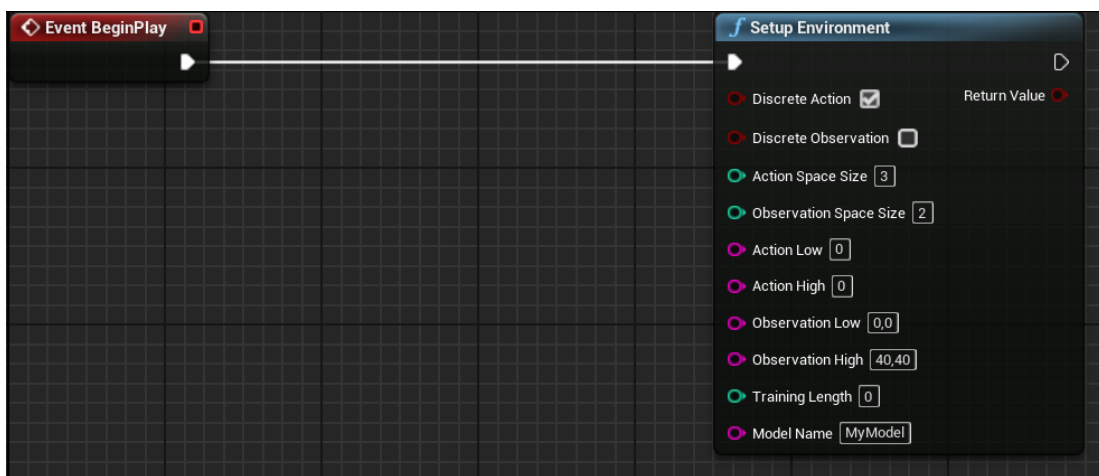 Event BeginPlay
f Setup Environment
Discrete Action
Return Value
Discrete Observation
Action Space Size 3
Observation Space Size 2
Action Low 0
Action High 0
Observation Low 0,0
Observation High 40,40
Training Length 0
Model Name MyModel